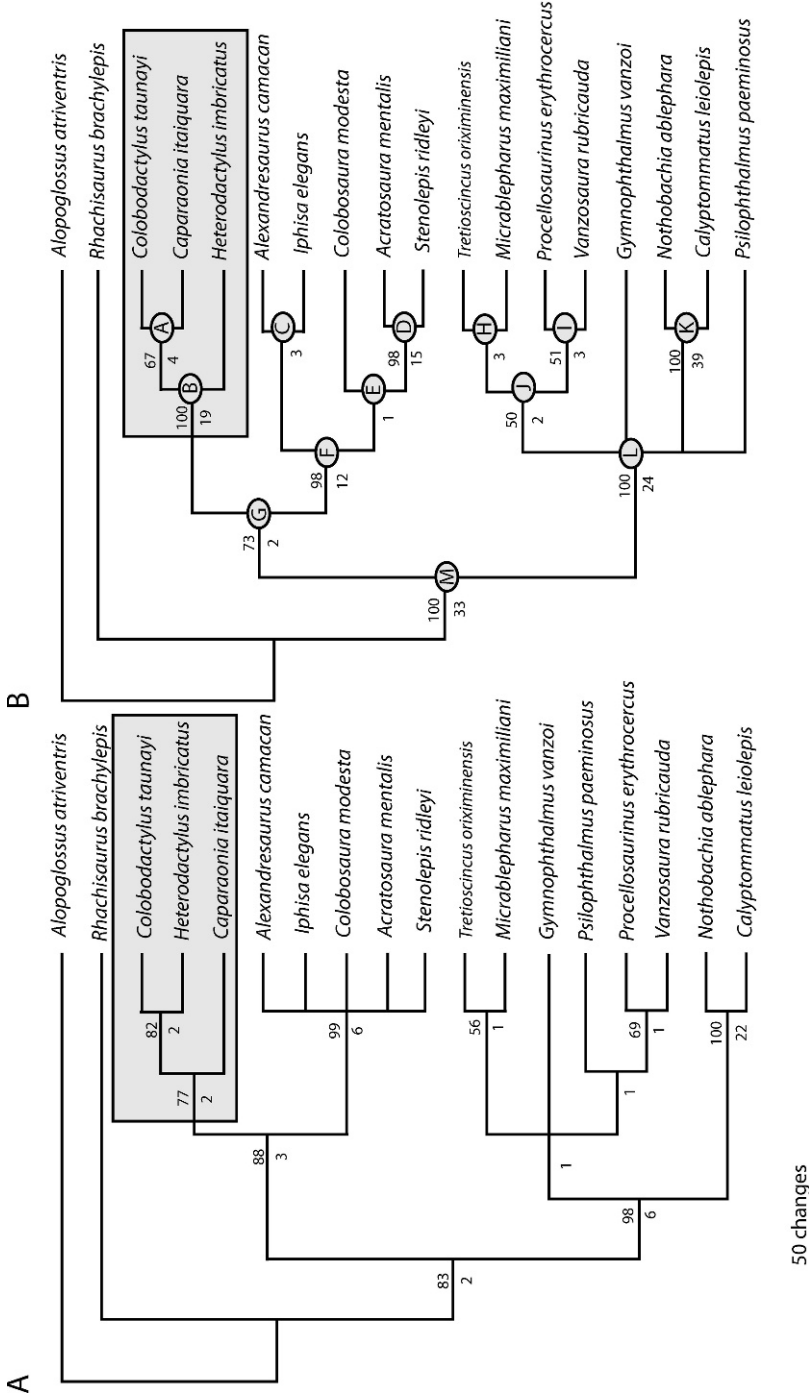 A
Alopoglossus atriventris
Rhachisaurus brachylepis
Colobodactylus taunayi
Heterodactylus imbricatus
Caparaonia itaiquara
Alexandresaurus camacan
Iphisa elegans
Colobosaura modesta
Acratosaura mentalis
Stenolepis ridleyi
Tretioscincus oriximinensis
Micrablepharus maximiliani
Gymnophthalmus vanzoi
Psilophthalmus paeminosus
Procellosaurinus erythrocercus
Vanzosaura rubricauda
Nothobachia ablephara
Calyptommatus leiolepis
82
2
77
2
88
3
99
6
83
2
56
1
1
69
1
1
98
6
100
22
50 changes
B
Alopoglossus atriventris
Rhachisaurus brachylepis
Colobodactylus taunayi
Caparaonia itaiquara
Heterodactylus imbricatus
Alexandresaurus camacan
Iphisa elegans
Colobosaura modesta
Acratosaura mentalis
Stenolepis ridleyi
Tretioscincus oriximinensis
Micrablepharus maximiliani
Procellosaurinus erythrocercus
Vanzosaura rubricauda
Gymnophthalmus vanzoi
Nothobachia ablephara
Calyptommatus leiolepis
Psilophthalmus paeminosus
67
A
4
100
B
19
C
3
98
D
15
E
1
98
F
12
73
G
2
H
3
51
I
3
50
J
2
100
K
39
100
L
24
100
M
33